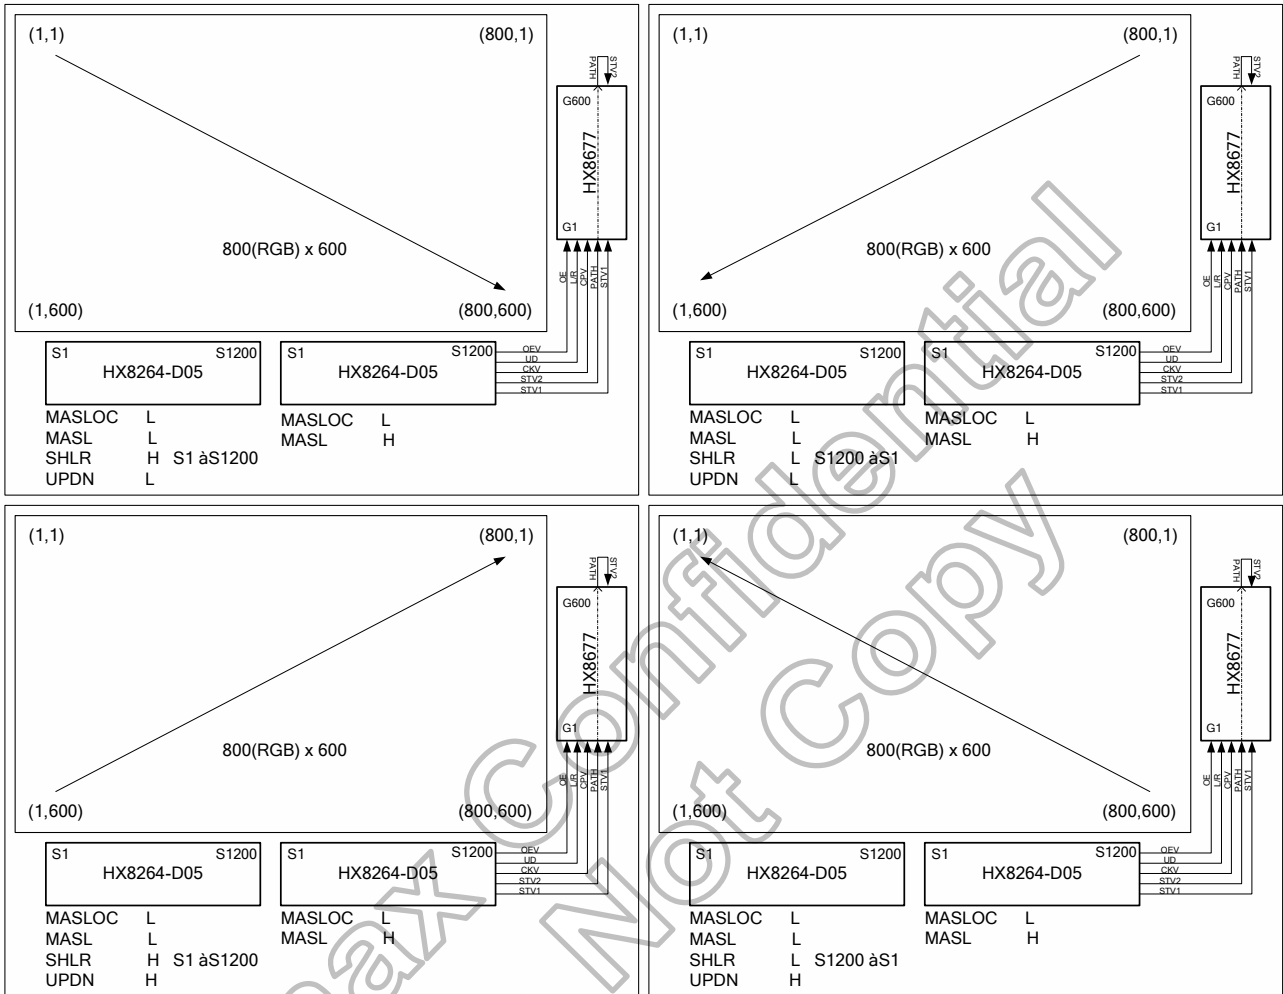 (1,1) (800,1)
PATH STV2
G600
HX8677
G1
800(RGB) x 600
OE L/R CPV PATH STV1
(1,600) (800,600)
S1 S1200
HX8264-D05
S1 S1200
HX8264-D05
OEV
UD
CKV
STV2
STV1
MASLOC L
MASL L
SHLR H S1 àS1200
UPDN L
MASLOC L
MASL H
(1,1) (800,1)
PATH STV2
G600
HX8677
G1
800(RGB) x 600
OE L/R CPV PATH STV1
(1,600) (800,600)
S1 S1200
HX8264-D05
S1 S1200
HX8264-D05
OEV
UD
CKV
STV2
STV1
MASLOC L
MASL L
SHLR L S1200 àS1
UPDN L
MASLOC L
MASL H
(1,1) (800,1)
PATH STV2
G600
HX8677
G1
800(RGB) x 600
OE L/R CPV PATH STV1
(1,600) (800,600)
S1 S1200
HX8264-D05
S1 S1200
HX8264-D05
OEV
UD
CKV
STV2
STV1
MASLOC L
MASL L
SHLR H S1 àS1200
UPDN H
MASLOC L
MASL H
(1,1) (800,1)
PATH STV2
G600
HX8677
G1
800(RGB) x 600
OE L/R CPV PATH STV1
(1,600) (800,600)
S1 S1200
HX8264-D05
S1 S1200
HX8264-D05
OEV
UD
CKV
STV2
STV1
MASLOC L
MASL L
SHLR L S1200 àS1
UPDN H
MASLOC L
MASL H
Confidential
Not Copy